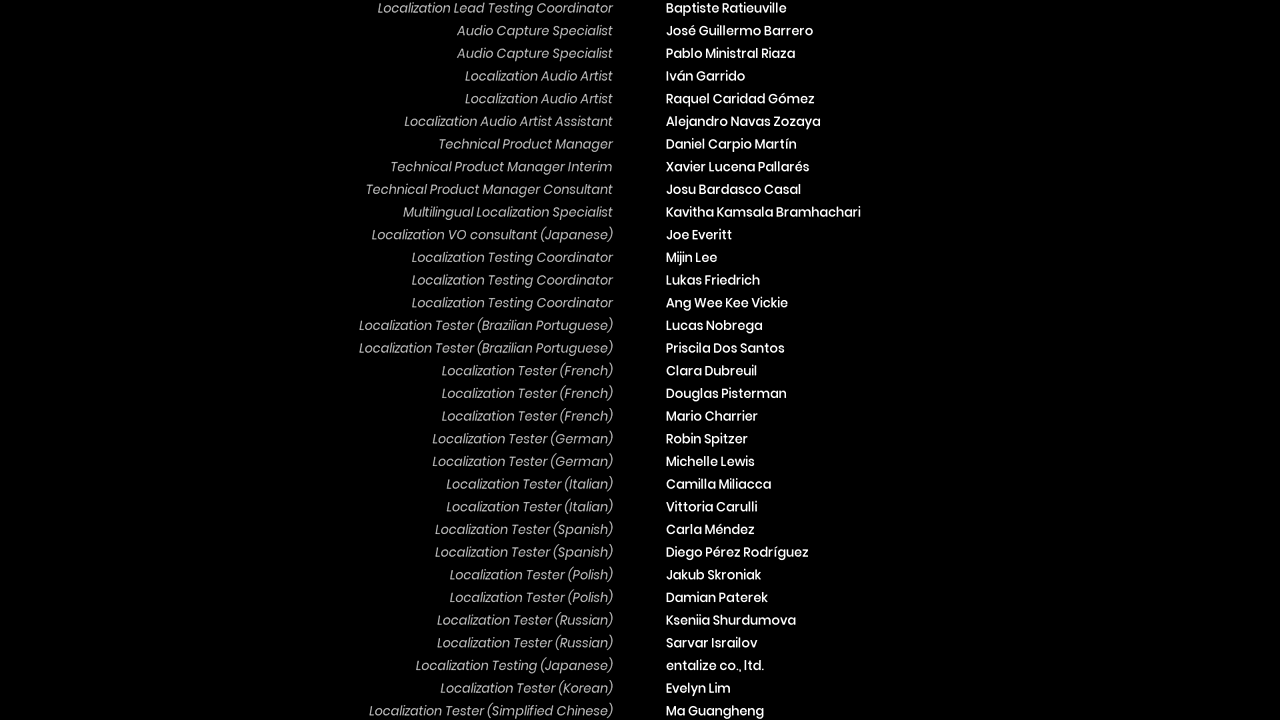 Localization Lead Testing Coordinator Baptiste Ratieuville
Audio Capture Specialist José Guillermo Barrero
Audio Capture Specialist Pablo Ministral Riaza
Localization Audio Artist Iván Garrido
Localization Audio Artist Raquel Caridad Gómez
Localization Audio Artist Assistant Alejandro Navas Zozaya
Technical Product Manager Daniel Carpio Martín
Technical Product Manager Interim Xavier Lucena Pallarés
Technical Product Manager Consultant Josu Bardasco Casal
Multilingual Localization Specialist Kavitha Kamsala Bramhachari
Localization VO consultant (Japanese) Joe Everitt
Localization Testing Coordinator Mijin Lee
Localization Testing Coordinator Lukas Friedrich
Localization Testing Coordinator Ang Wee Kee Vickie
Localization Tester (Brazilian Portuguese) Lucas Nobrega
Localization Tester (Brazilian Portuguese) Priscila Dos Santos
Localization Tester (French) Clara Dubreuil
Localization Tester (French) Douglas Pisterman
Localization Tester (French) Mario Charrier
Localization Tester (German) Robin Spitzer
Localization Tester (German) Michelle Lewis
Localization Tester (Italian) Camilla Miliacca
Localization Tester (Italian) Vittoria Carulli
Localization Tester (Spanish) Carla Méndez
Localization Tester (Spanish) Diego Pérez Rodríguez
Localization Tester (Polish) Jakub Skroniak
Localization Tester (Polish) Damian Paterek
Localization Tester (Russian) Kseniia Shurdumova
Localization Tester (Russian) Sarvar Israilov
Localization Testing (Japanese) entalize co., ltd.
Localization Tester (Korean) Evelyn Lim
Localization Tester (Simplified Chinese) Ma Guangheng